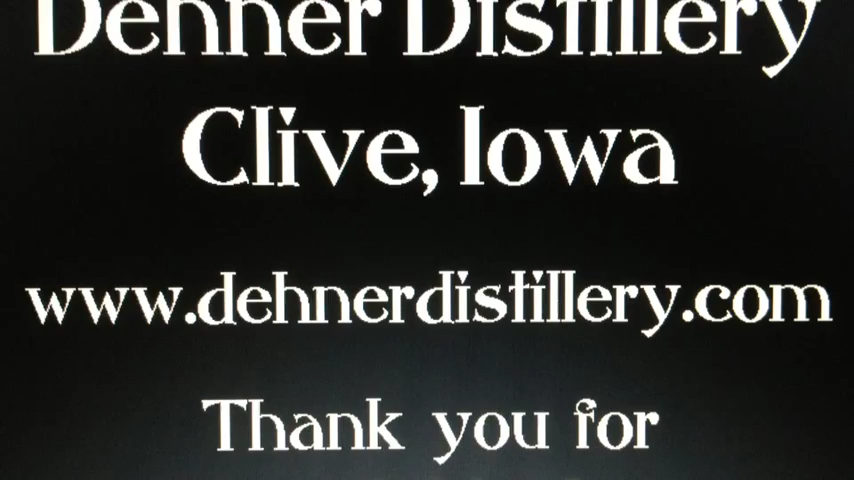 Dehner Distillery
Clive, Iowa
www.dehnerdistillery.com
Thank you for